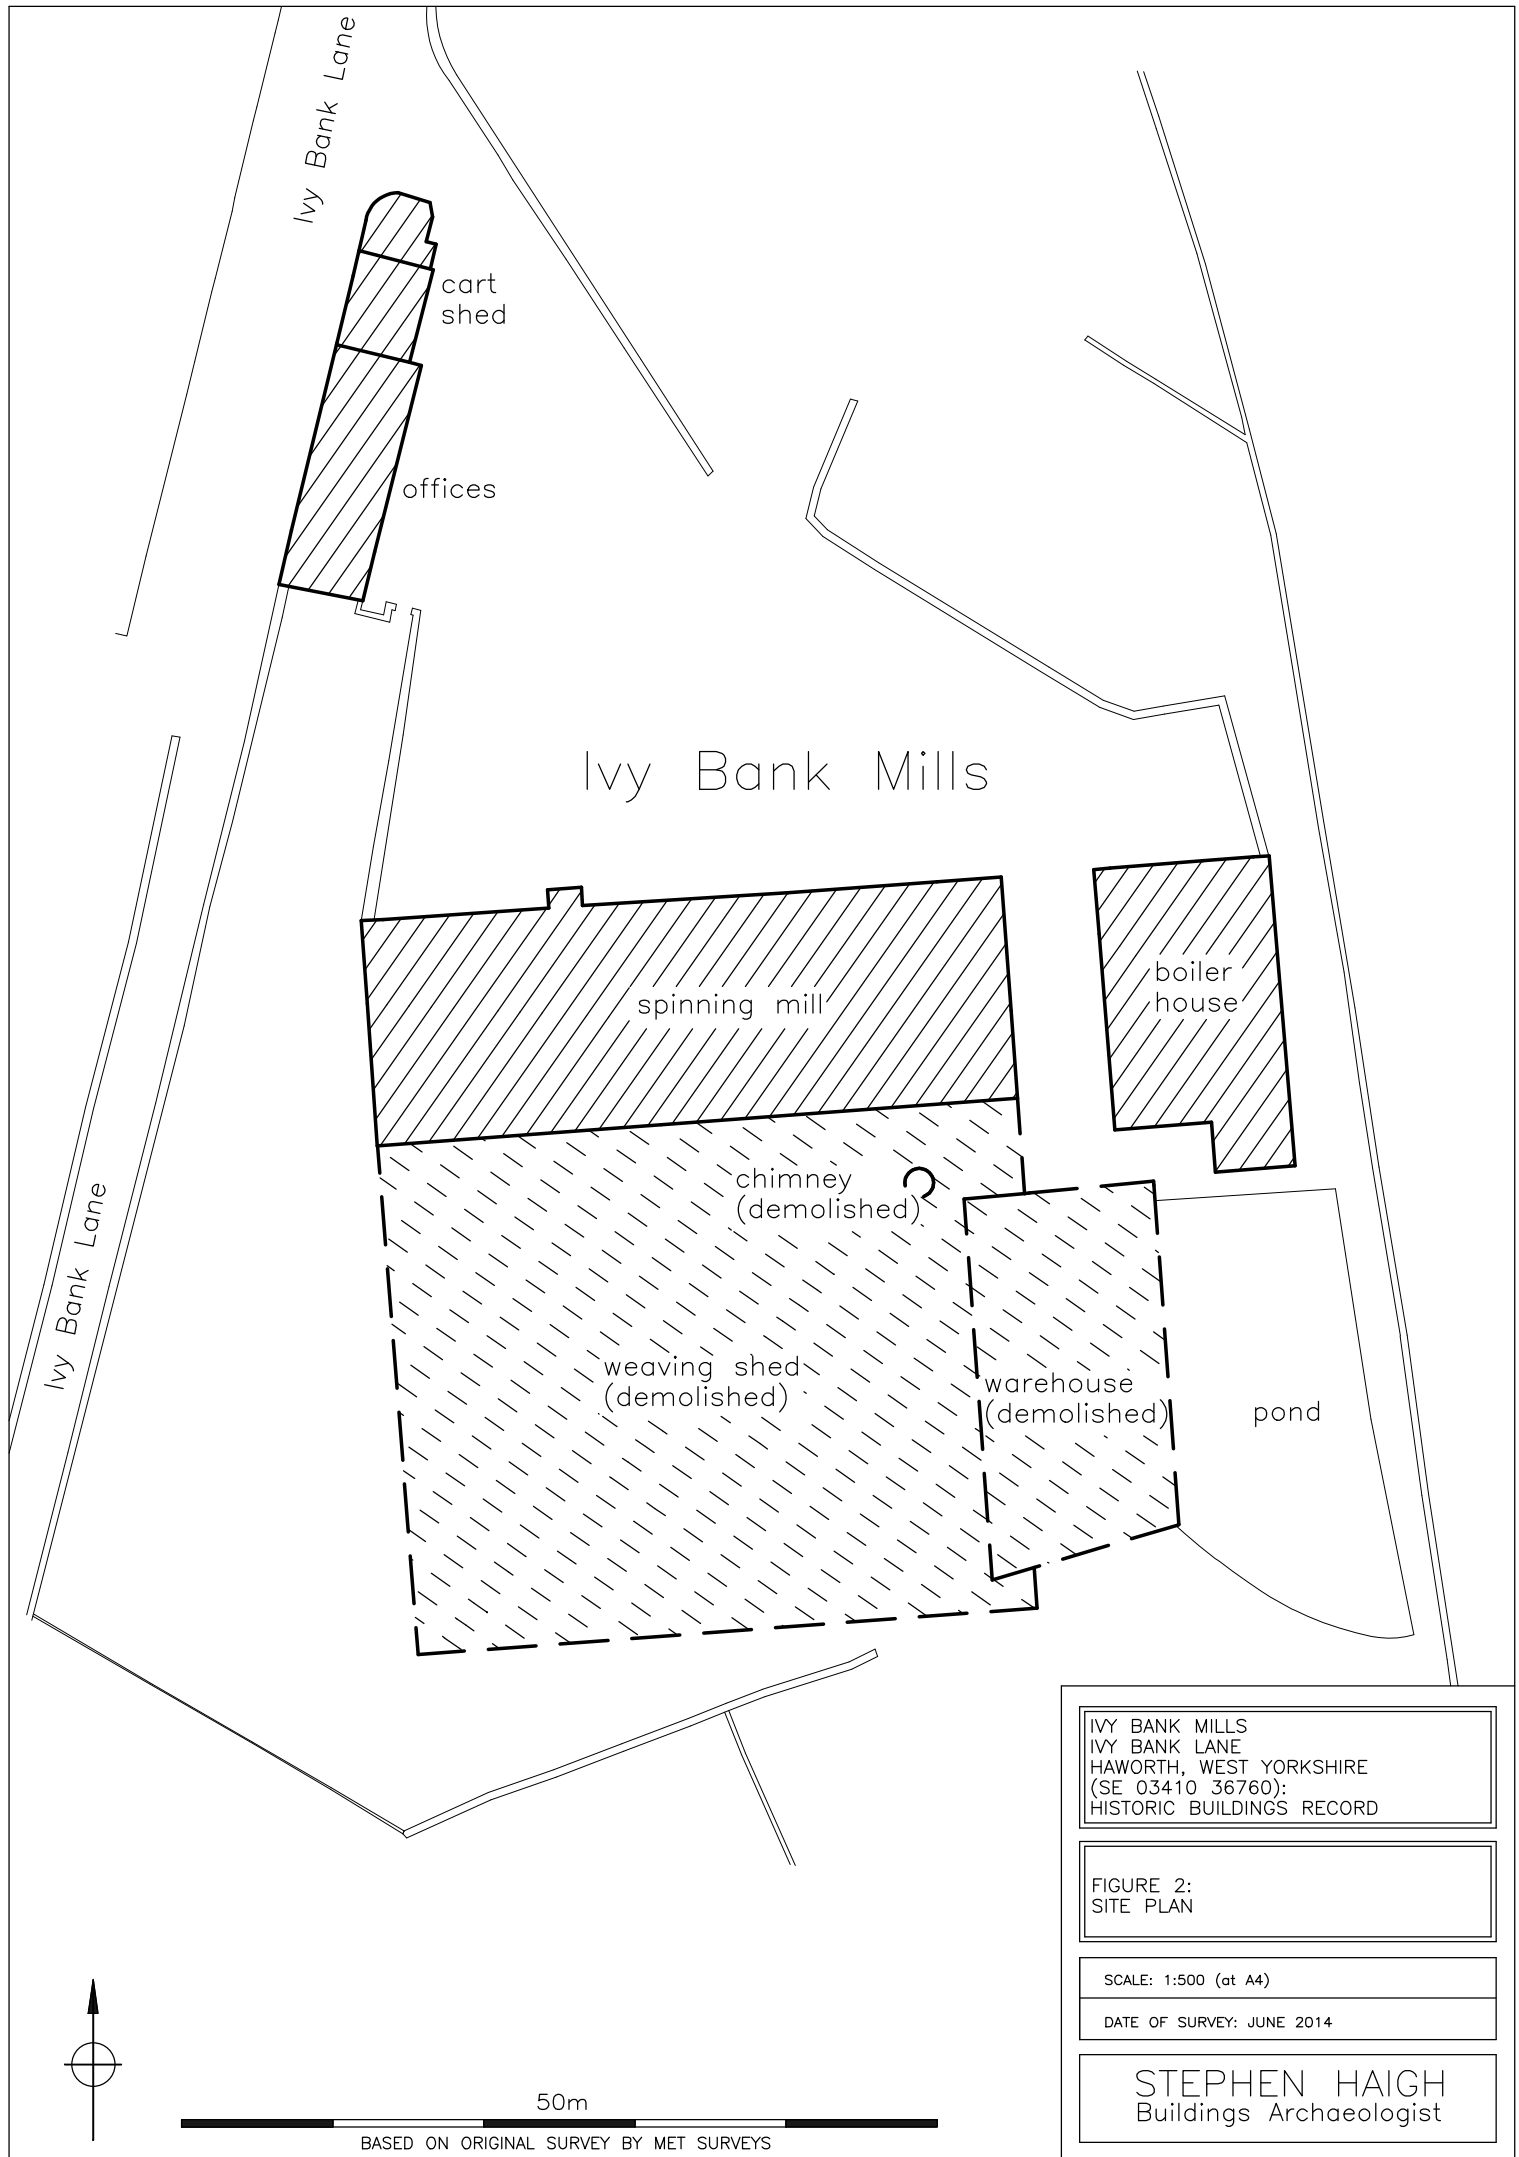 Ivy Bank Lane
cart
shed
offices
Ivy Bank Mills
spinning mill
boiler
house
chimney
(demolished)
Ivy Bank Lane
weaving shed
(demolished)
warehouse
(demolished)
pond
IVY BANK MILLS
IVY BANK LANE
HAWORTH, WEST YORKSHIRE
(SE 03410 36760):
HISTORIC BUILDINGS RECORD
FIGURE 2:
SITE PLAN
SCALE: 1:500 (at A4)
DATE OF SURVEY: JUNE 2014
STEPHEN HAIGH
Buildings Archaeologist
50m
BASED ON ORIGINAL SURVEY BY MET SURVEYS